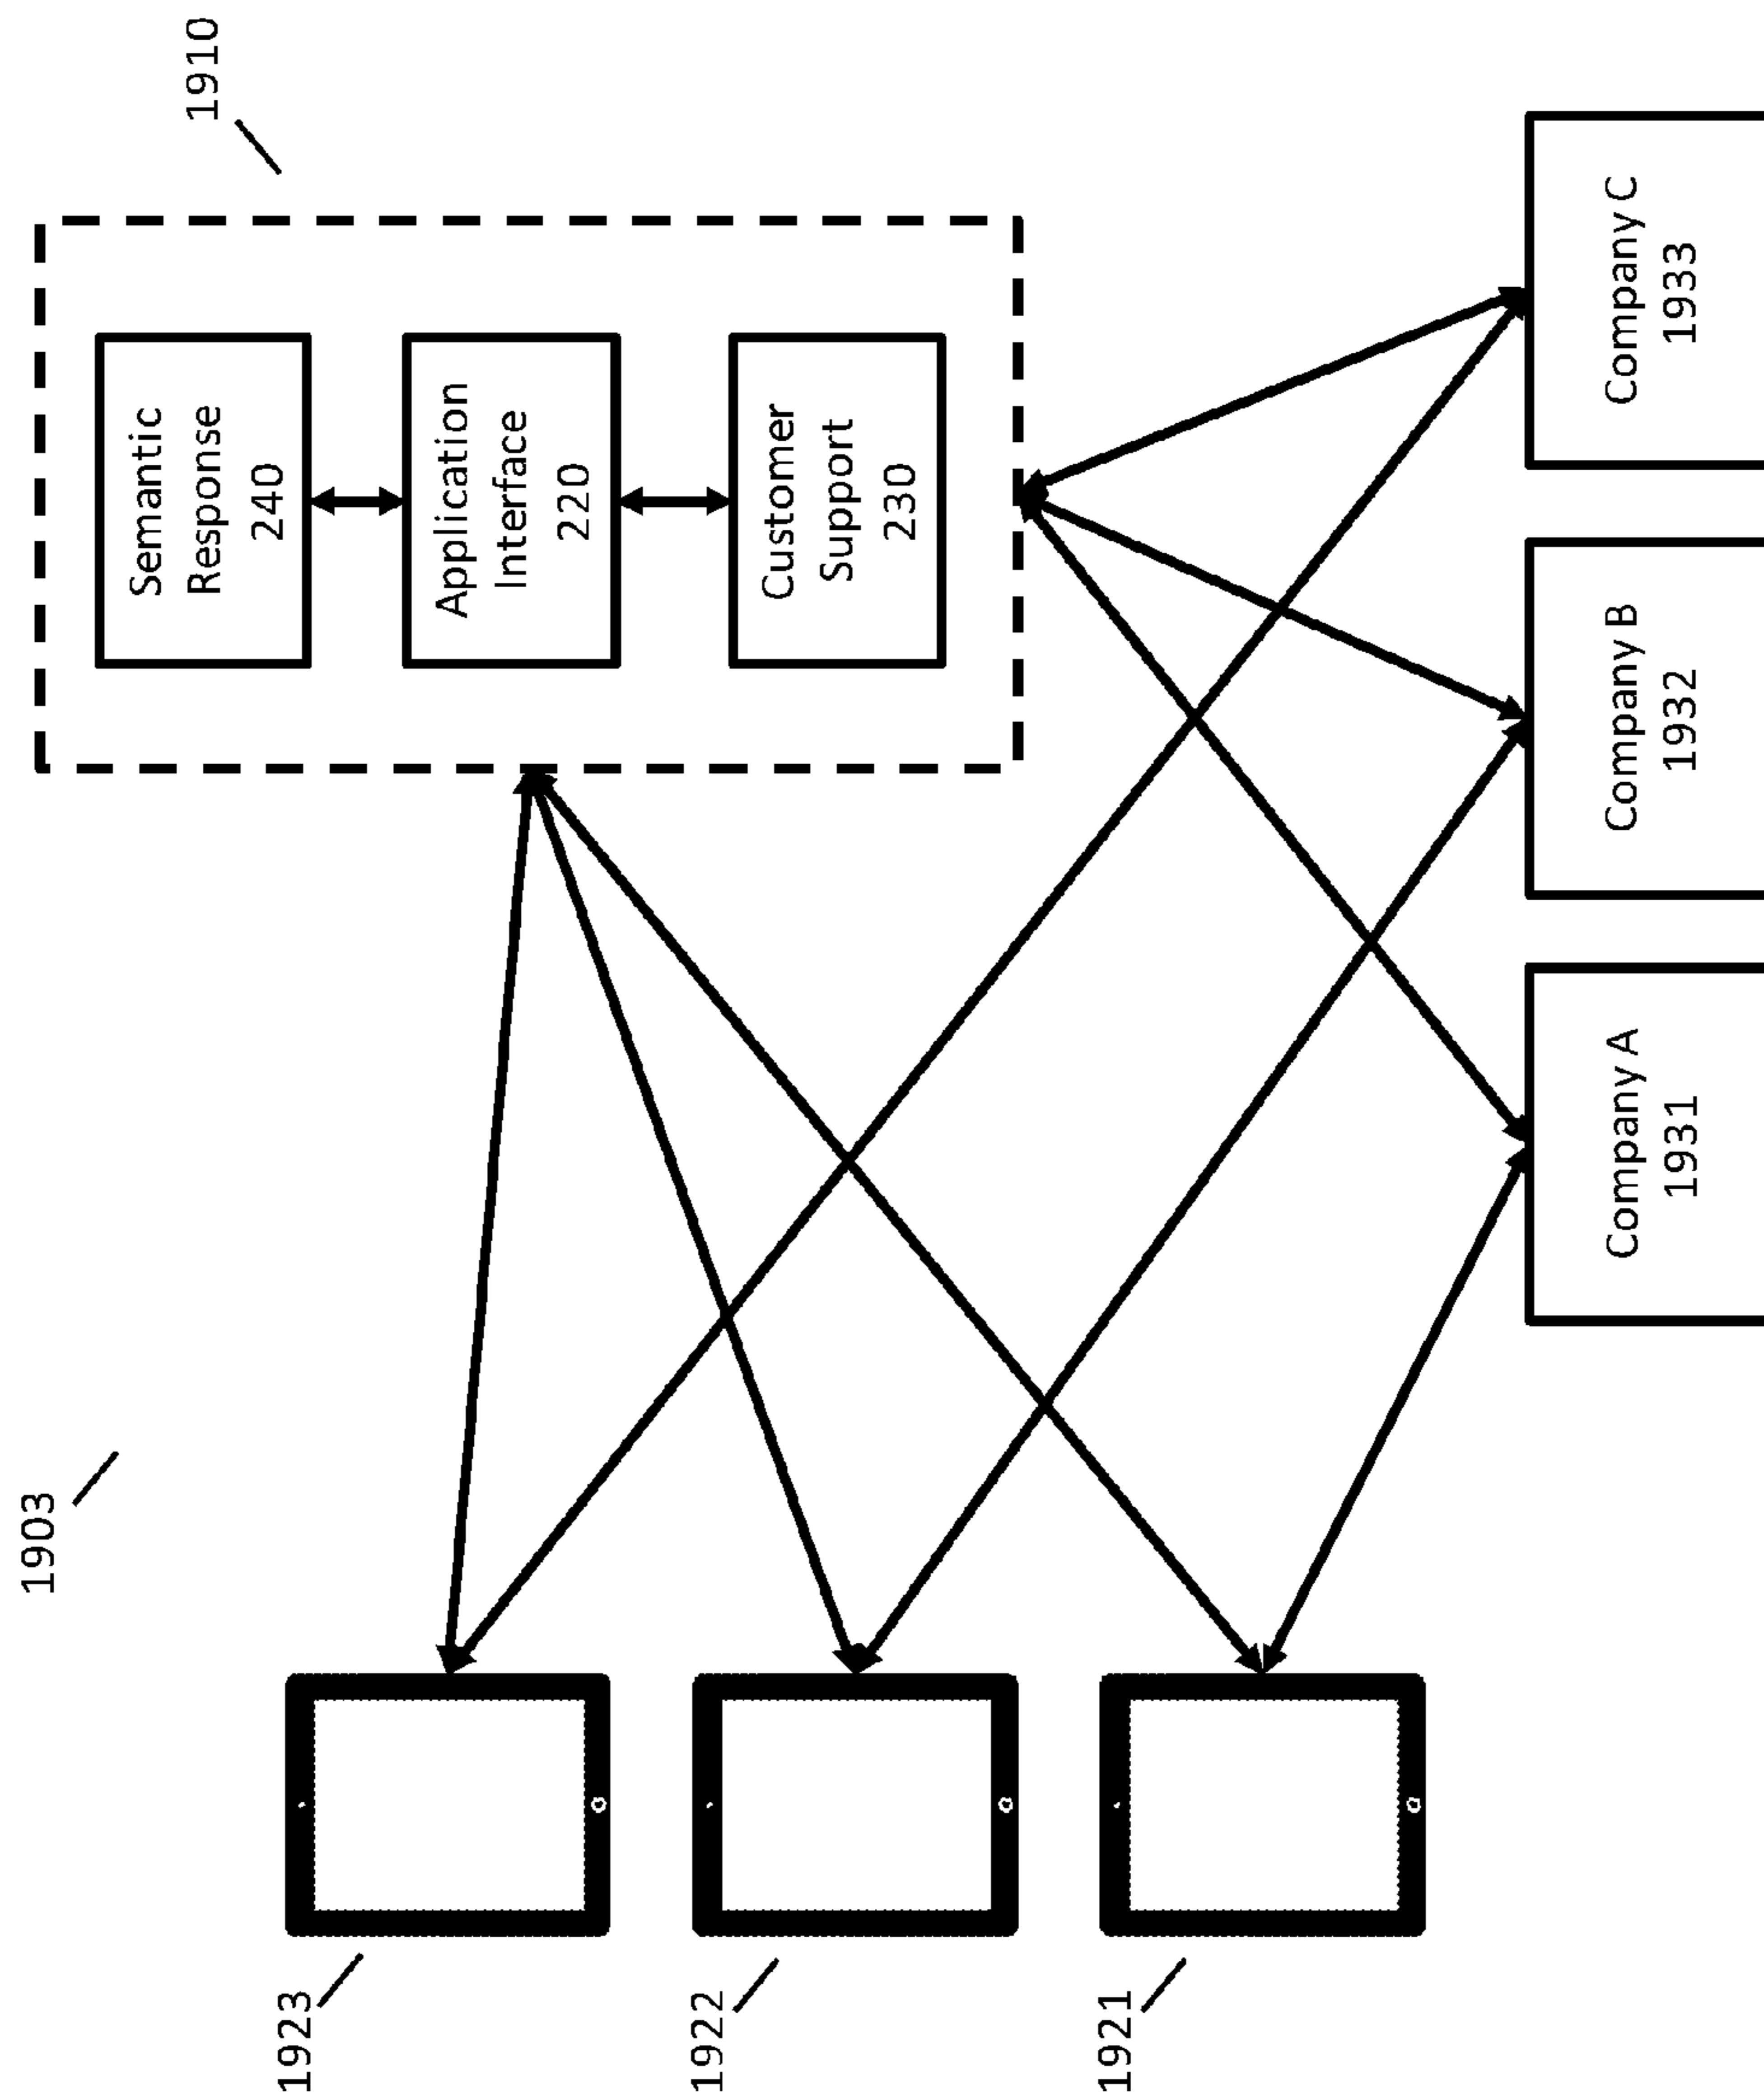 1903
1910
Semantic
Response
240
Application
Interface
220
Customer
Support
230
1923
1922
1921
Company A
1931
Company B
1932
Company C
1933